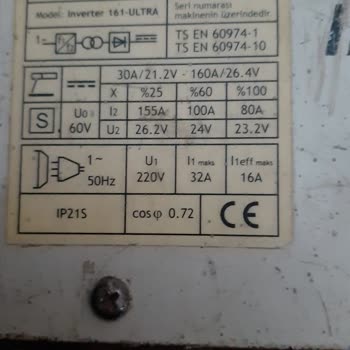 Model: Inverter 161-ULTRA
Seri numarası
makinenin üzerindedir.
1~
TS EN 60974-1
TS EN 60974-10
30A/21.2V - 160A/26.4V
X %25 %60 %100
S U0 60V I2 155A 100A 80A
U2 26.2V 24V 23.2V
1~ 50Hz U1 220V I1 maks 32A I1eff maks 16A
IP21S cosφ 0.72 CE